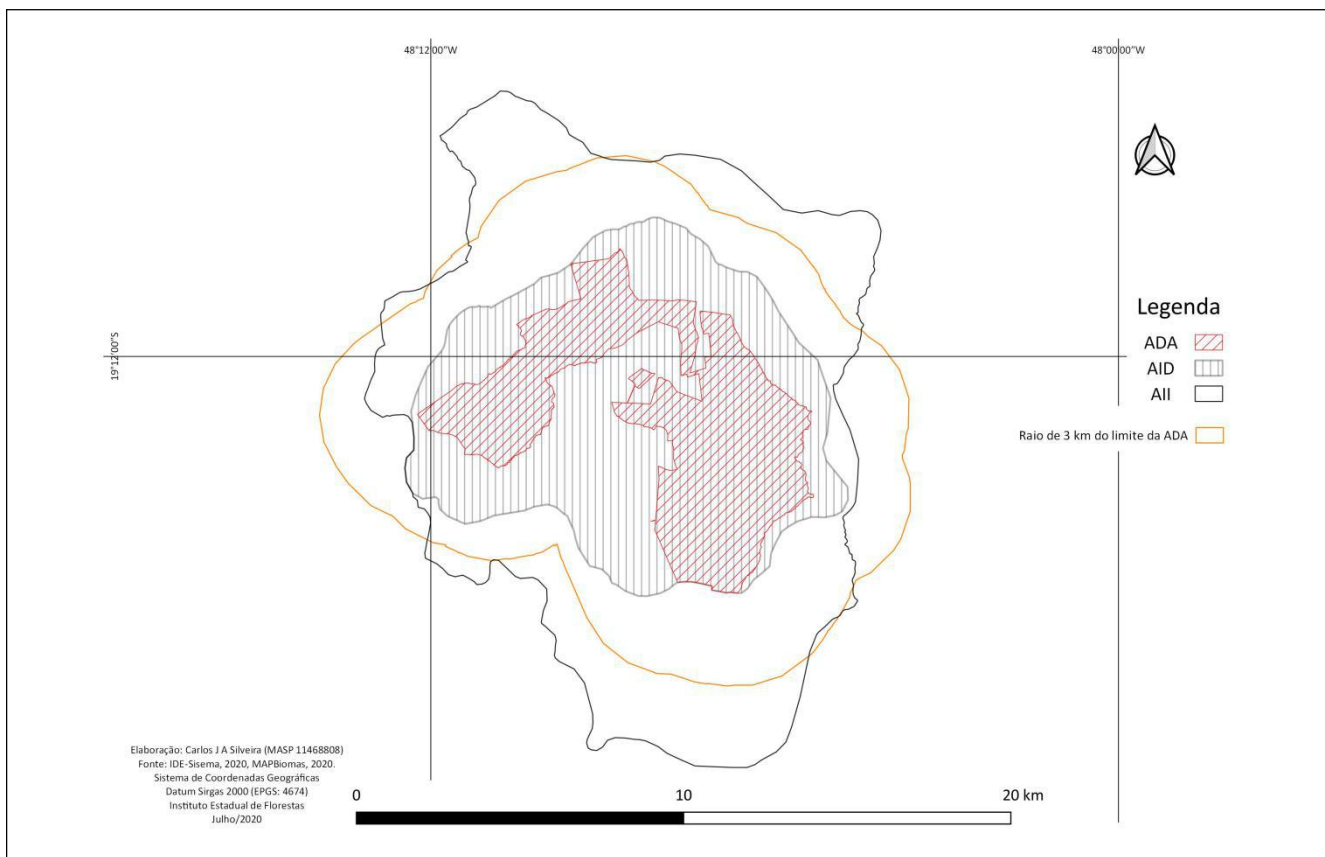 48°12'00"W
48°00'00"W
19°12'00"S
Legenda
ADA
AID
AII
Raio de 3 km do limite da ADA
Elaboração: Carlos J A Silveira (MASP 11468808)
Fonte: IDE-Sisema, 2020, MAPBiomas, 2020.
Sistema de Coordenadas Geográficas
Datum Sirgas 2000 (EPGS: 4674)
Instituto Estadual de Florestas
Julho/2020
0
10
20 km